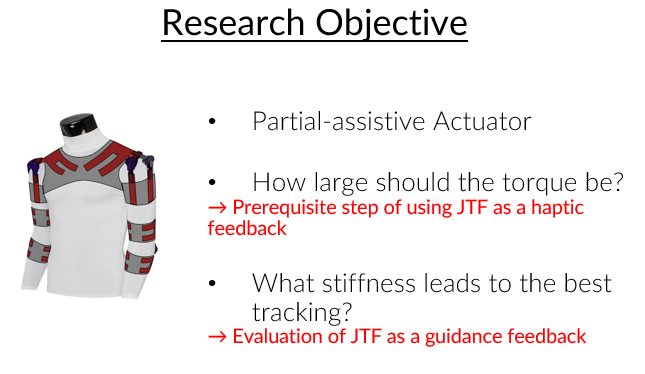 Research Objective
• Partial-assistive Actuator
• How large should the torque be?
→ Prerequisite step of using JTF as a haptic
feedback
• What stiffness leads to the best
tracking?
→ Evaluation of JTF as a guidance feedback